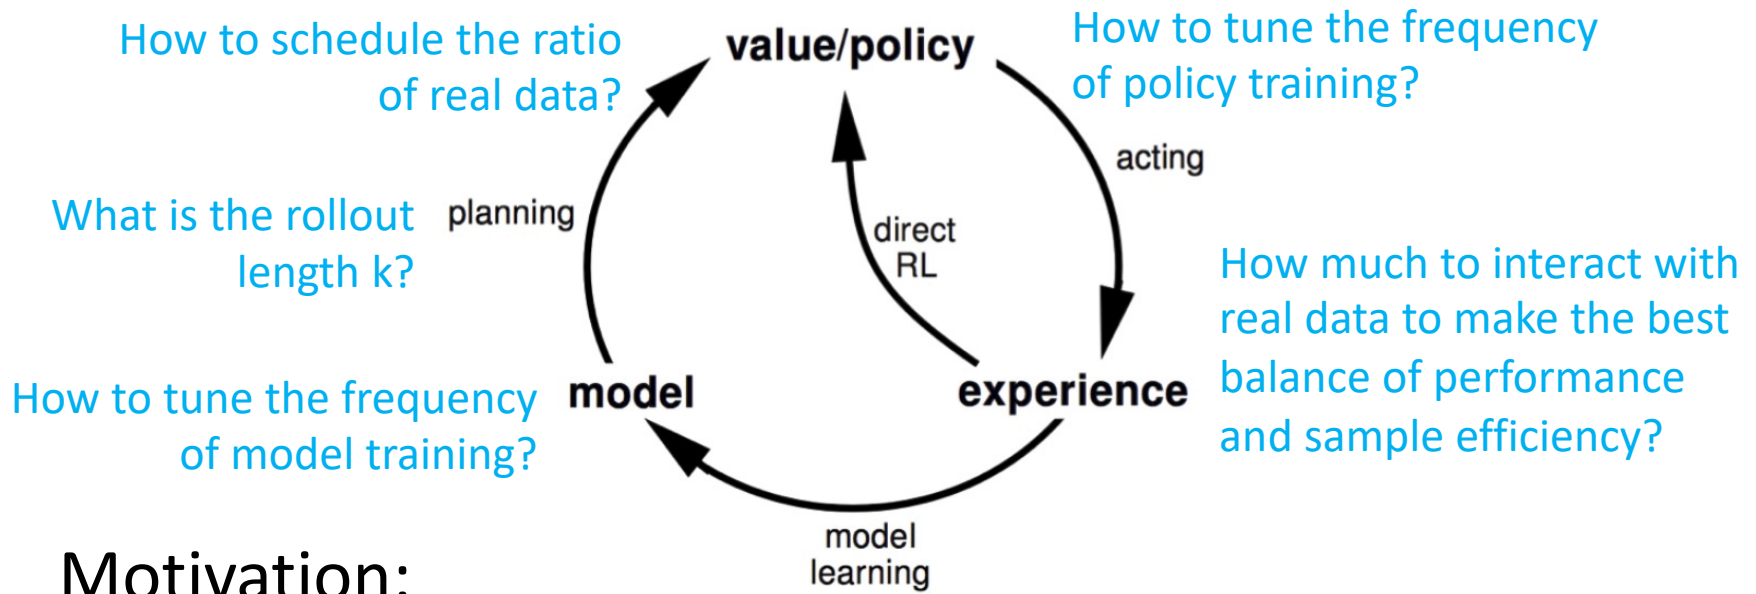 How to schedule the ratio
of real data?
value/policy
How to tune the frequency
of policy training?
acting
What is the rollout
length k?
planning
direct
RL
How much to interact with
real data to make the best
balance of performance
and sample efficiency?
How to tune the frequency
of model training?
model
experience
model
learning
Motivation: